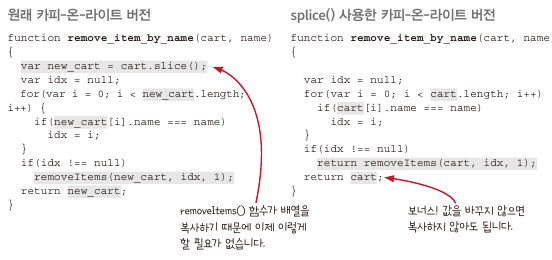 원래 카피-온-라이트 버전
function remove_item_by_name(cart, name)
{
var new_cart = cart.slice();
var idx = null;
for(var i = 0; i < new_cart.length;
i++) {
if(new_cart[i].name === name)
idx = i;
}
if(idx !== null)
removeItems(new_cart, idx, 1);
return new_cart;
}
removeItems() 함수가 배열을
복사하기 때문에 이제 이렇게
할 필요가 없습니다.
splice() 사용한 카피-온-라이트 버전
function remove_item_by_name(cart, name)
{
var idx = null;
for(var i = 0; i < cart.length; i++) {
if(cart[i].name === name)
idx = i;
}
if(idx !== null)
return removeItems(cart, idx, 1);
return cart;
}
보너스! 값을 바꾸지 않으면
복사하지 않아도 됩니다.